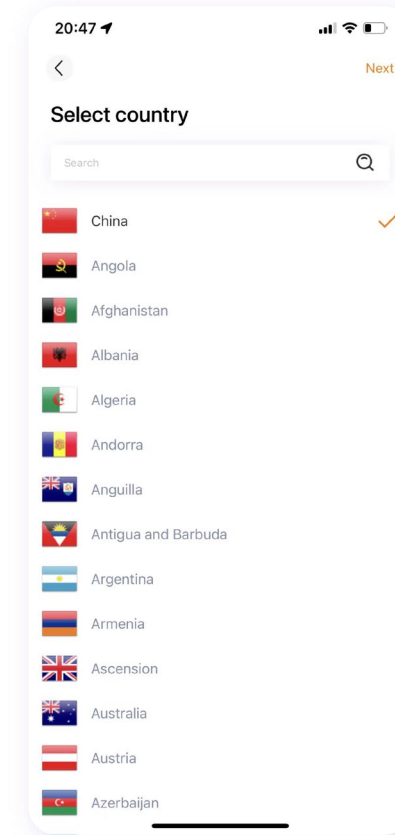 20:47
Next
Select country
Search
China
Angola
Afghanistan
Albania
Algeria
Andorra
Anguilla
Antigua and Barbuda
Argentina
Armenia
Ascension
Australia
Austria
Azerbaijan